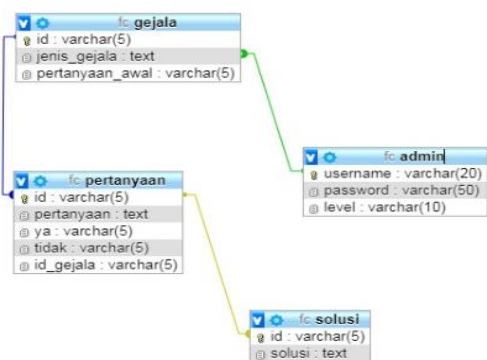 fc gejala
id : varchar(5)
jenis_gejala : text
pertanyaan_awal : varchar(5)
fc admin
username : varchar(20)
password : varchar(50)
level : varchar(10)
fc pertanyaan
id : varchar(5)
pertanyaan : text
ya : varchar(5)
tidak : varchar(5)
id_gejala : varchar(5)
fc solusi
id : varchar(5)
solusi : text